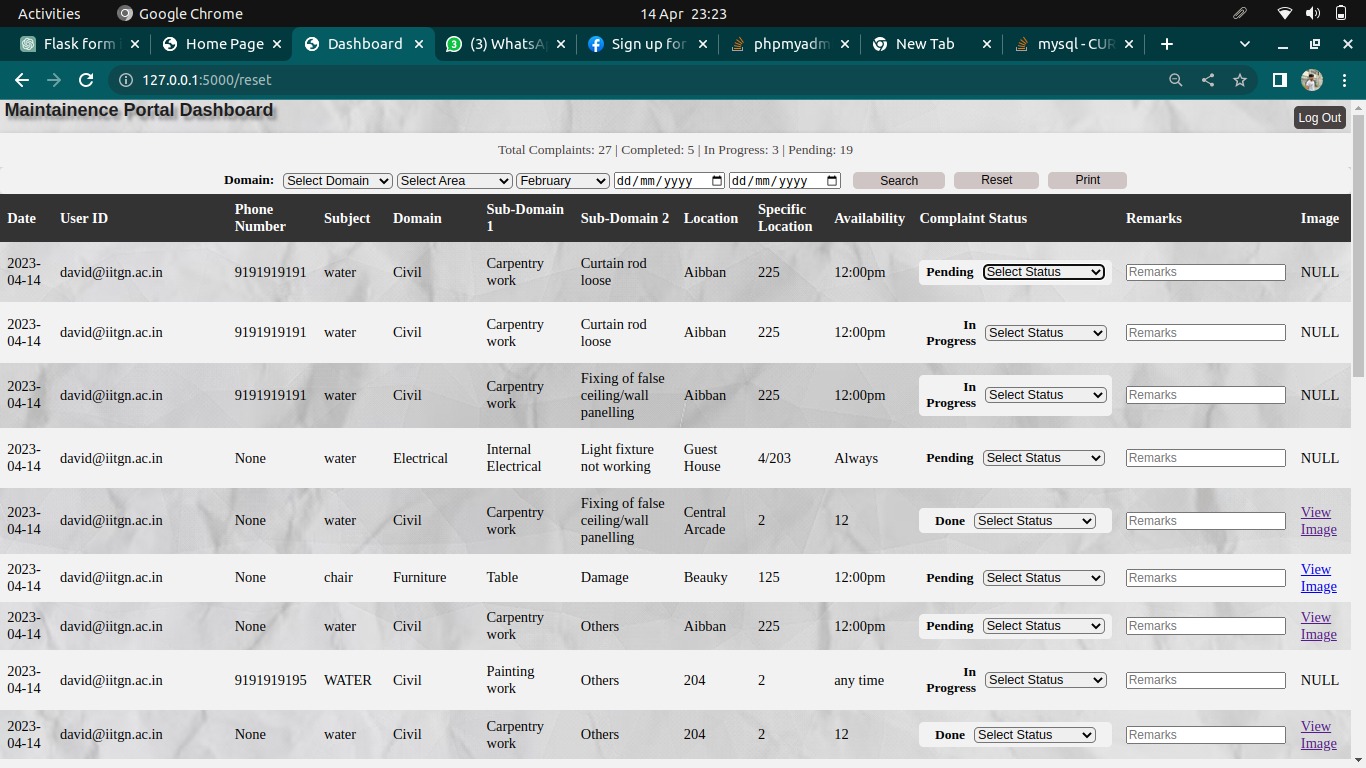 Activities Google Chrome 14 Apr 23:23
Flask form Home Page Dashboard (3) WhatsA Sign up for phpmyadm New Tab mysql - CUR
127.0.0.1:5000/reset
Maintainence Portal Dashboard
Log Out
Total Complaints: 27 | Completed: 5 | In Progress: 3 | Pending: 19
Domain: Select Domain Select Area February dd/mm/yyyy dd/mm/yyyy Search Reset Print
Date User ID Phone Number Subject Domain Sub-Domain 1 Sub-Domain 2 Location Specific Location Availability Complaint Status Remarks Image
2023-04-14 david@iitgn.ac.in 9191919191 water Civil Carpentry work Curtain rod loose Aibban 225 12:00pm Pending Select Status Remarks NULL
2023-04-14 david@iitgn.ac.in 9191919191 water Civil Carpentry work Curtain rod loose Aibban 225 12:00pm In Progress Select Status Remarks NULL
2023-04-14 david@iitgn.ac.in 9191919191 water Civil Carpentry work Fixing of false ceiling/wall panelling Aibban 225 12:00pm In Progress Select Status Remarks NULL
2023-04-14 david@iitgn.ac.in None water Electrical Internal Electrical Light fixture not working Guest House 4/203 Always Pending Select Status Remarks NULL
2023-04-14 david@iitgn.ac.in None water Civil Carpentry work Fixing of false ceiling/wall panelling Central Arcade 2 12 Done Select Status Remarks View Image
2023-04-14 david@iitgn.ac.in None chair Furniture Table Damage Beauky 125 12:00pm Pending Select Status Remarks View Image
2023-04-14 david@iitgn.ac.in None water Civil Carpentry work Others Aibban 225 12:00pm Pending Select Status Remarks View Image
2023-04-14 david@iitgn.ac.in 9191919195 WATER Civil Painting work Others 204 2 any time In Progress Select Status Remarks NULL
2023-04-14 david@iitgn.ac.in None water Civil Carpentry work Others 204 2 12 Done Select Status Remarks View Image